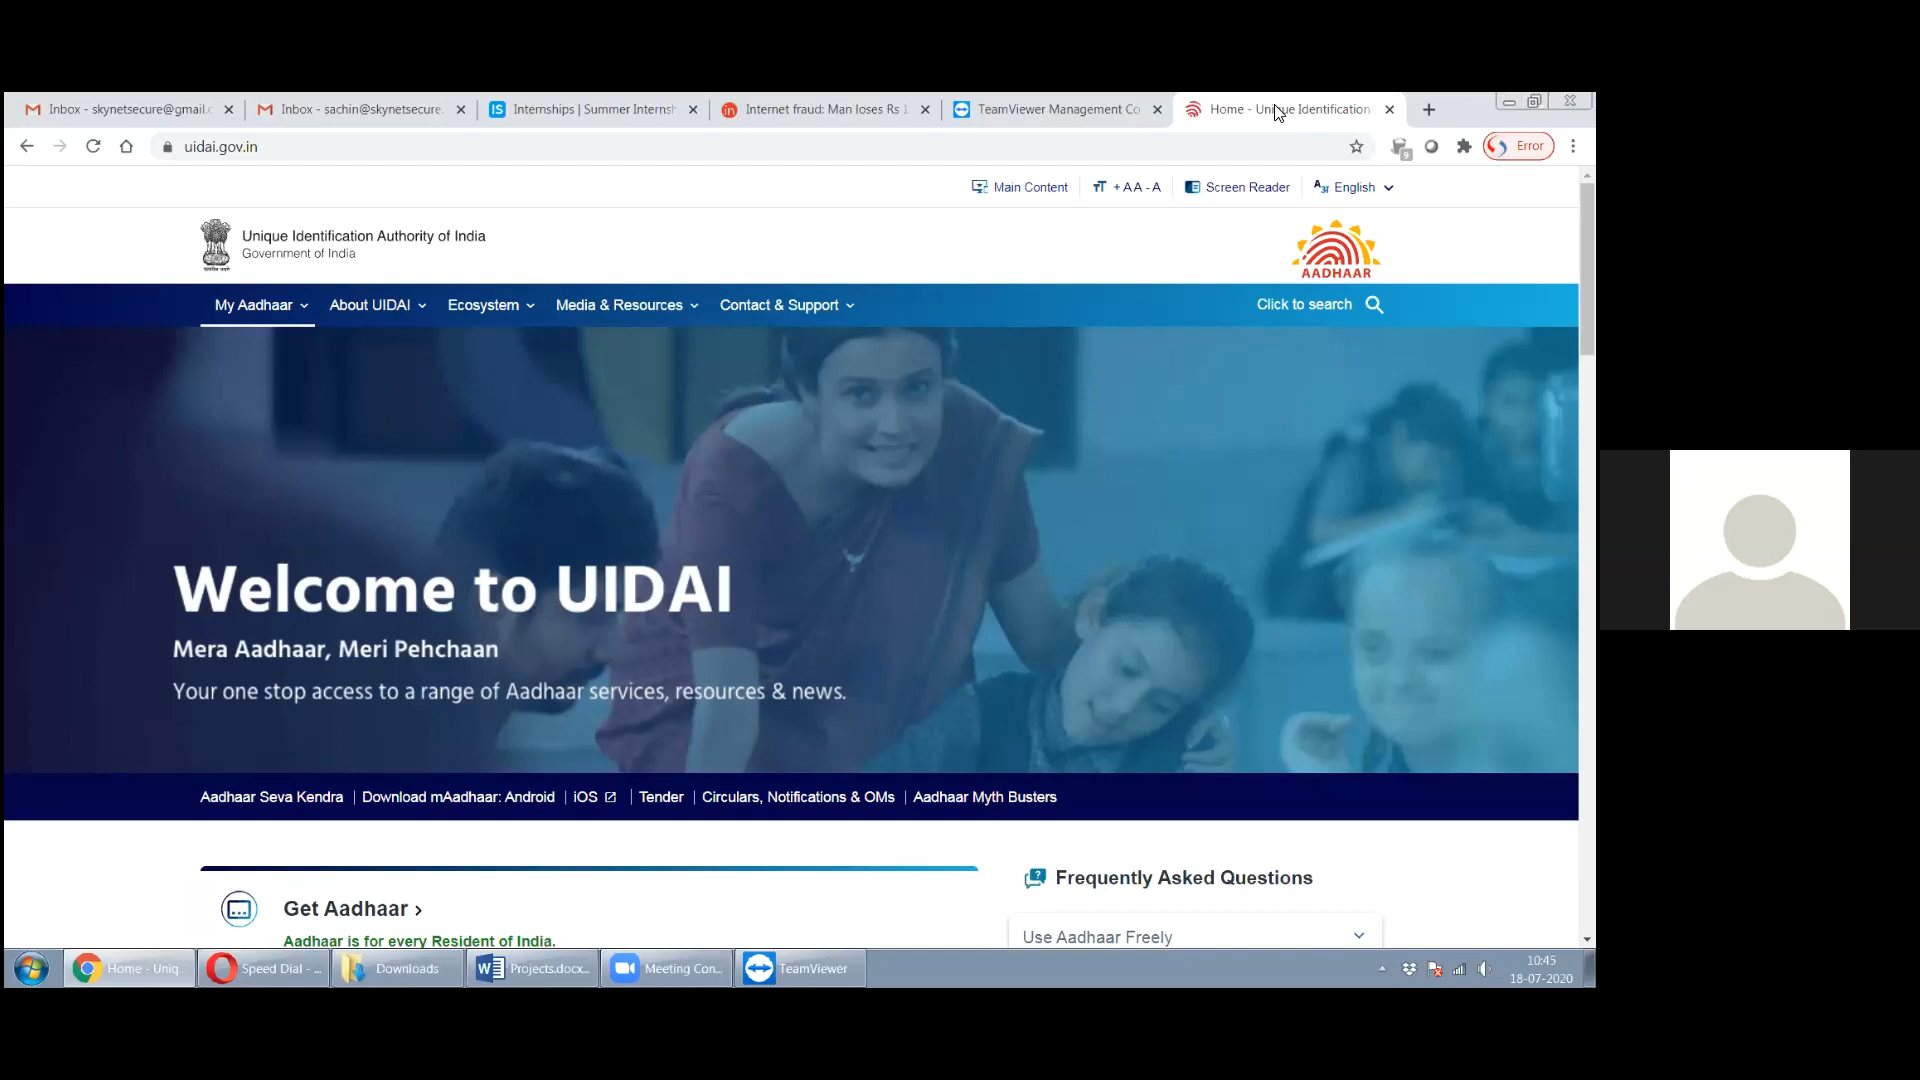 Inbox - skynetsecure@gmail.c
Inbox - sachin@skynetsecure.
Internships | Summer Internsh
Internet fraud: Man loses Rs 1
TeamViewer Management Co
Home - Unique Identification
uidai.gov.in
9
Error
Main Content
+ A A - A
Screen Reader
English
Unique Identification Authority of India
Government of India
AADHAAR
My Aadhaar
About UIDAI
Ecosystem
Media & Resources
Contact & Support
Click to search
Welcome to UIDAI
Mera Aadhaar, Meri Pehchaan
Your one stop access to a range of Aadhaar services, resources & news.
Aadhaar Seva Kendra | Download mAadhaar: Android | iOS | Tender | Circulars, Notifications & OMs | Aadhaar Myth Busters
Get Aadhaar ›
Aadhaar is for every Resident of India.
Frequently Asked Questions
Use Aadhaar Freely
Home - Uniq...
Speed Dial - ...
Downloads
Projects.docx...
Meeting Con...
TeamViewer
10:45
18-07-2020